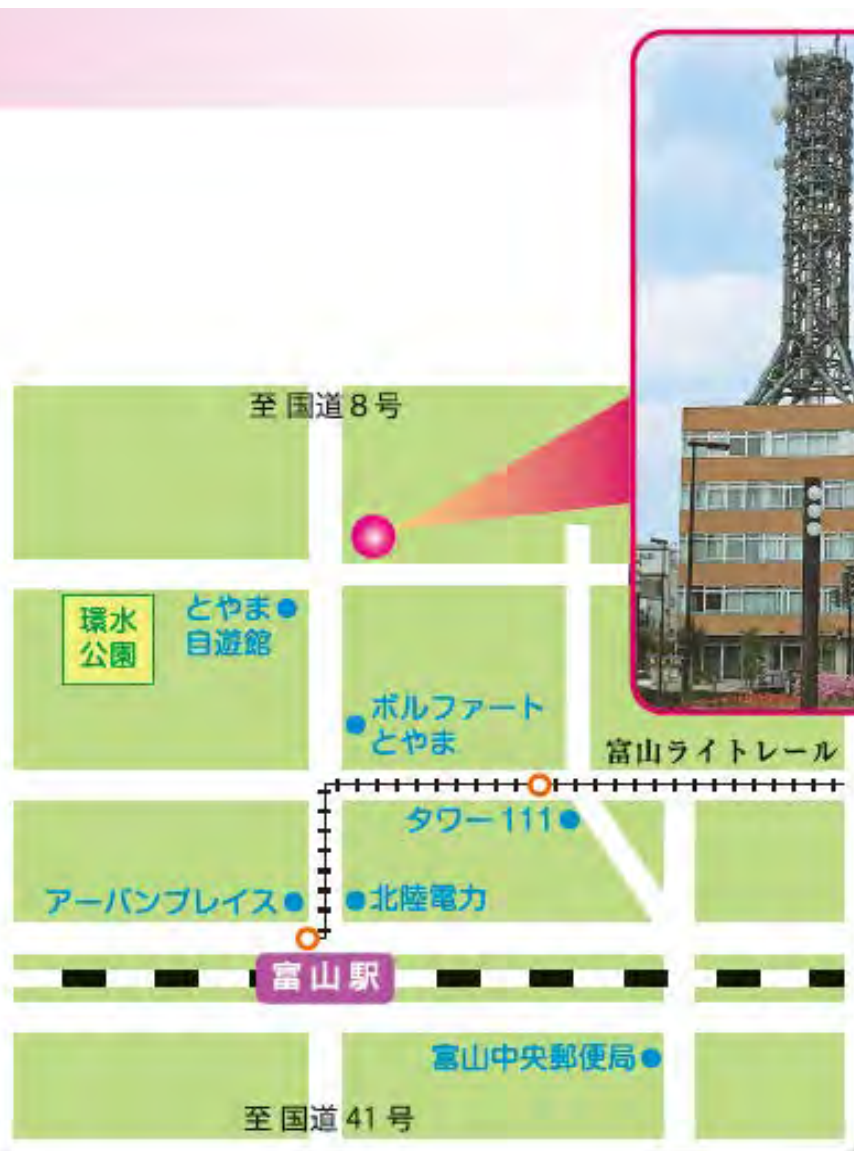 至 国道8号
環水
公園
とやま
自遊館
ボルファート
とやま
富山ライトレール
タワー111
アーバンプレイス
北陸電力
富山駅
富山中央郵便局
至 国道41号